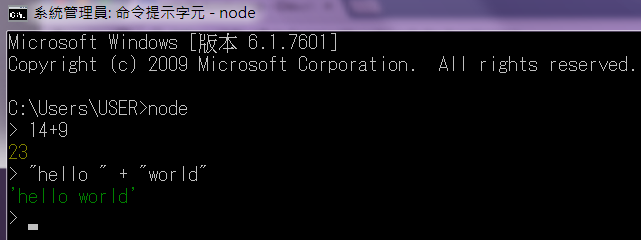 系統管理員: 命令提示字元 - node
Microsoft Windows [版本 6.1.7601]
Copyright (c) 2009 Microsoft Corporation.  All rights reserved.
C:\Users\USER>node
> 14+9
23
> "hello " + "world"
'hello world'
>